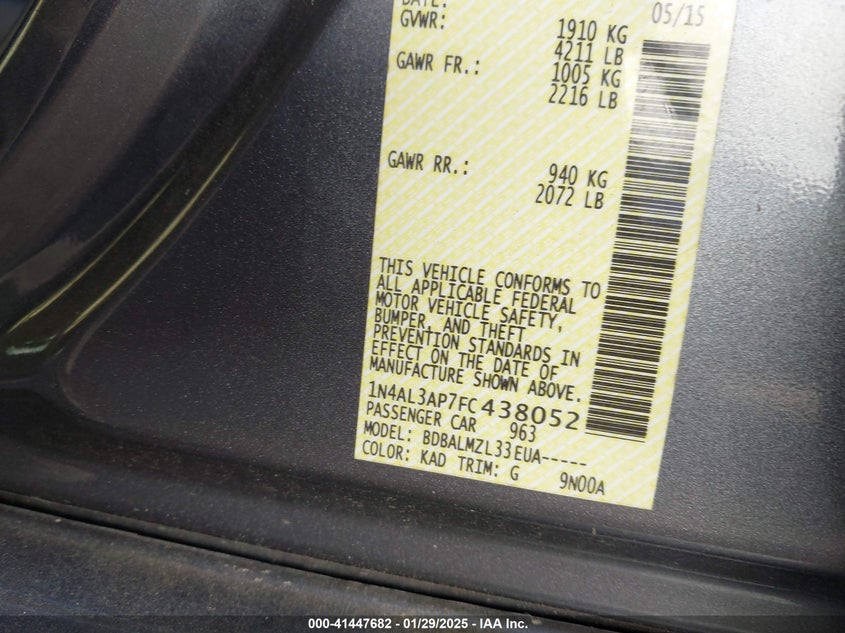 DATE:
05/15
GVWR: 1910 KG
4211 LB
GAWR FR.: 1005 KG
2216 LB
GAWR RR.: 940 KG
2072 LB
THIS VEHICLE CONFORMS TO
ALL APPLICABLE FEDERAL
MOTOR VEHICLE SAFETY,
BUMPER, AND THEFT
PREVENTION STANDARDS IN
EFFECT ON THE DATE OF
MANUFACTURE SHOWN ABOVE.
1N4AL3AP7FC438052
PASSENGER CAR 963
MODEL: BDBALMZL33EUA-----
COLOR: KAD TRIM: G 9N00A
000-41447682 - 01/29/2025 - IAA Inc.